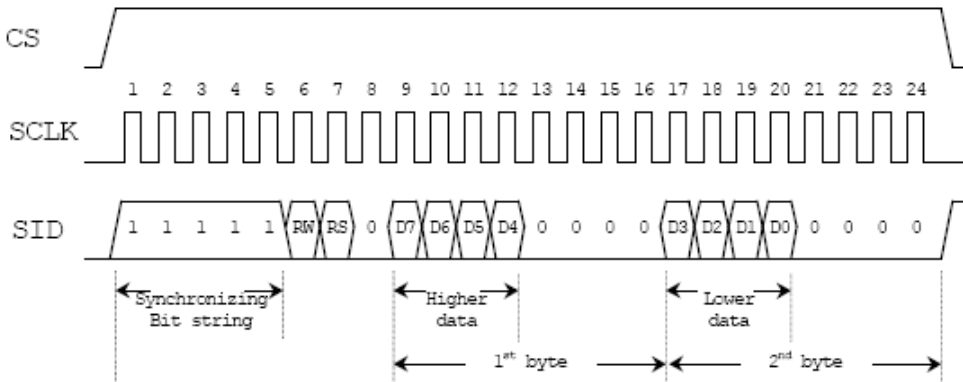 CS
1 2 3 4 5 6 7 8 9 10 11 12 13 14 15 16 17 18 19 20 21 22 23 24
SCLK
SID 1 1 1 1 1 RW RS 0 D7 D6 D5 D4 0 0 0 0 D3 D2 D1 D0 0 0 0 0
Synchronizing Higher Lower
Bit string data data
1st byte 2nd byte